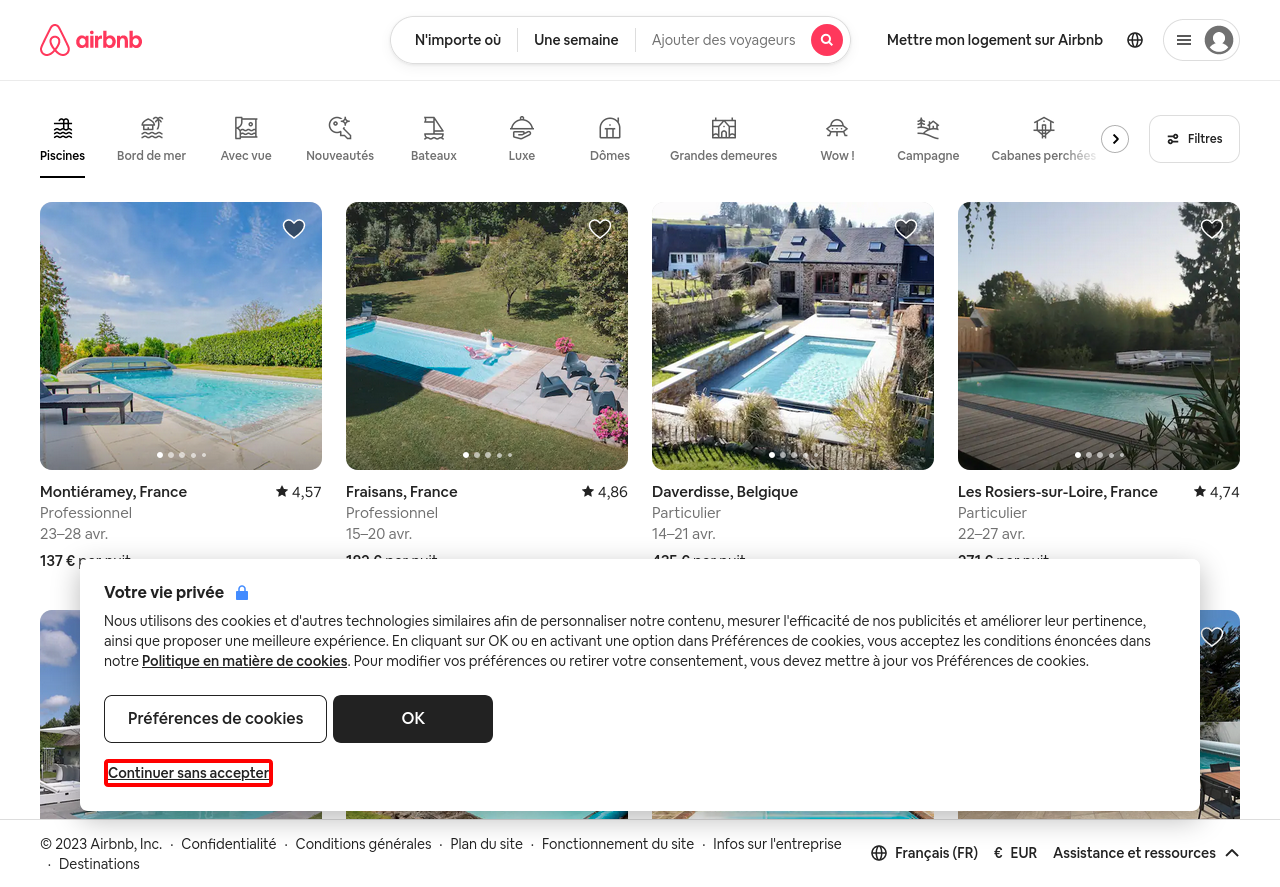 airbnb
N'importe où
Une semaine
Ajouter des voyageurs
Mettre mon logement sur Airbnb
Piscines
Bord de mer
Avec vue
Nouveautés
Bateaux
Luxe
Dômes
Grandes demeures
Wow !
Campagne
Cabanes perchées
Filtres
Montiéramey, France 4,57
Professionnel
23–28 avr.
137 € par nuit
Fraisans, France 4,86
Professionnel
15–20 avr.
par nuit
Daverdisse, Belgique
Particulier
14–21 avr.
par nuit
Les Rosiers-sur-Loire, France 4,74
Particulier
22–27 avr.
par nuit
Votre vie privée
Nous utilisons des cookies et d'autres technologies similaires afin de personnaliser notre contenu, mesurer l'efficacité de nos publicités et améliorer leur pertinence,
ainsi que proposer une meilleure expérience. En cliquant sur OK ou en activant une option dans Préférences de cookies, vous acceptez les conditions énoncées dans
notre Politique en matière de cookies. Pour modifier vos préférences ou retirer votre consentement, vous devez mettre à jour vos Préférences de cookies.
Préférences de cookies
OK
Continuer sans accepter
© 2023 Airbnb, Inc. · Confidentialité · Conditions générales · Plan du site · Fonctionnement du site · Infos sur l'entreprise
· Destinations
Français (FR)
€ EUR
Assistance et ressources